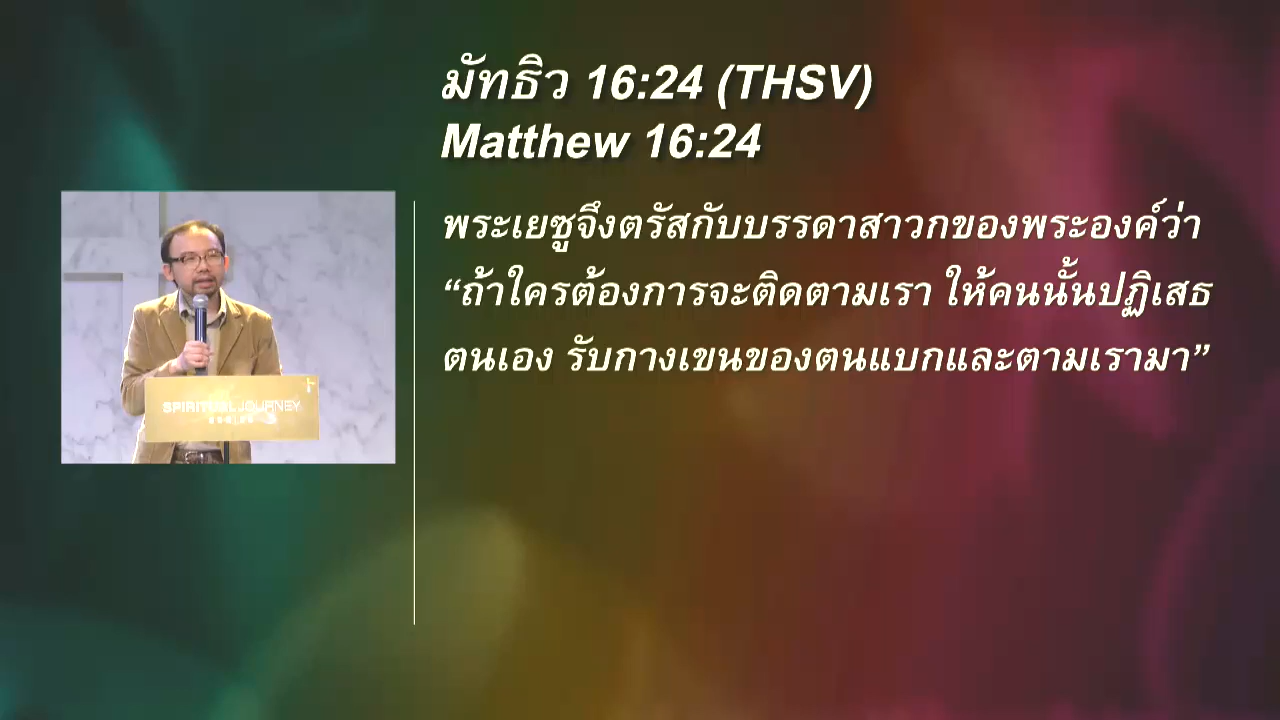 มัทธิว 16:24 (THSV)
Matthew 16:24
พระเยซูจึงตรัสกับบรรดาสาวกของพระองค์ว่า
“ถ้าใครต้องการจะติดตามเรา ให้คนนั้นปฏิเสธ
ตนเอง รับกางเขนของตนแบกและตามเรามา”
SPIRITUAL JOURNEY